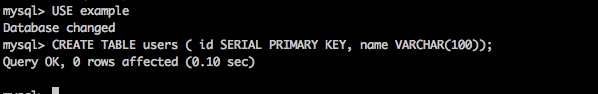 mysql> USE example
Database changed
mysql> CREATE TABLE users ( id SERIAL PRIMARY KEY, name VARCHAR(100));
Query OK, 0 rows affected (0.10 sec)